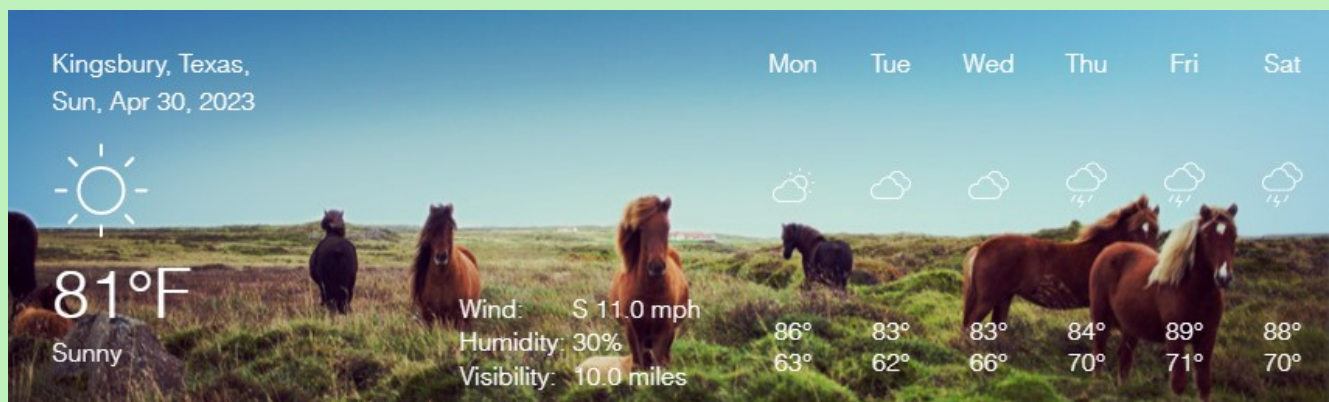 Kingsbury, Texas,
Sun, Apr 30, 2023
81°F
Sunny
Wind: S 11.0 mph
Humidity: 30%
Visibility: 10.0 miles
Mon Tue Wed Thu Fri Sat
86° 83° 83° 84° 89° 88°
63° 62° 66° 70° 71° 70°